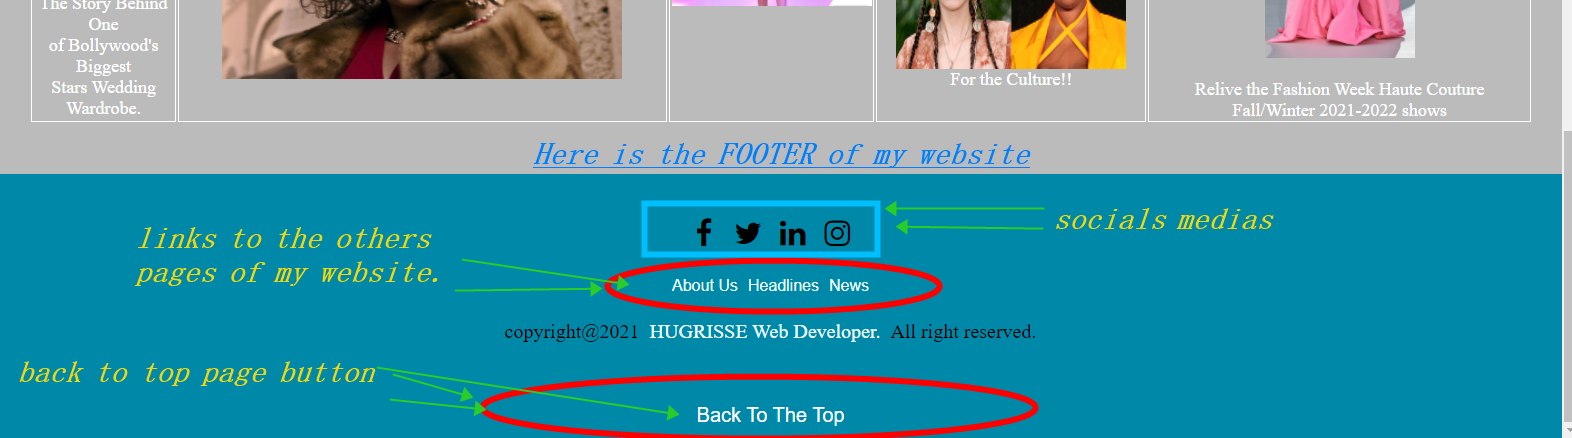 The Story Behind
One
of Bollywood's
Biggest
Stars Wedding
Wardrobe.
For the Culture!!
Relive the Fashion Week Haute Couture
Fall/Winter 2021-2022 shows
Here is the FOOTER of my website
socials medias
links to the others
pages of my website.
About Us Headlines News
copyright@2021 HUGRISSE Web Developer. All right reserved.
back to top page button
Back To The Top